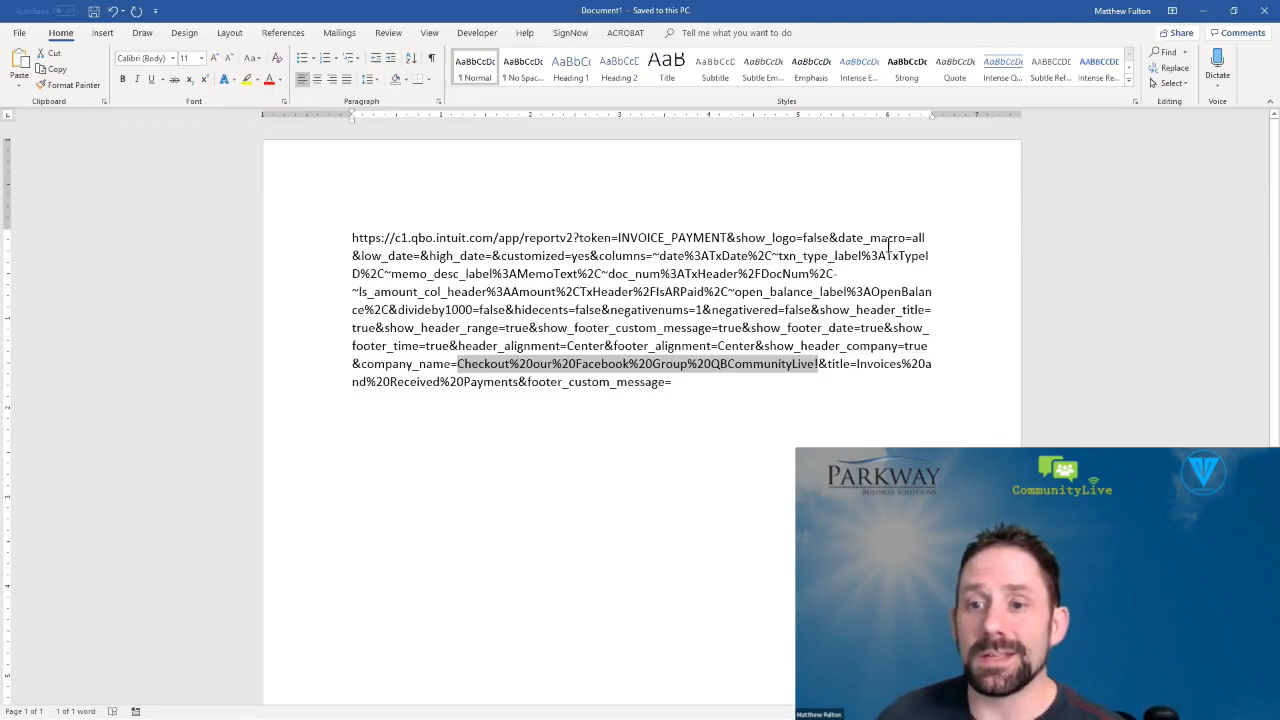 AutoSave Off
Document1 - Saved to this PC
Matthew Fulton
File Home Insert Draw Design Layout References Mailings Review View Developer Help SignNow ACROBAT Tell me what you want to do
Share Comments
Paste
Cut
Copy
Format Painter
Calibri (Body) 11
AaBbCcDc AaBbCcDc AaBbCc AaBbCcC AaB AaBbCcD AaBbCcDc AaBbCcDc AaBbCcDc AaBbCcDc AaBbCcDc AaBbCcDc AaBbCcDc
¶ Normal ¶ No Spac... Heading 1 Heading 2 Title Subtitle Subtle Em... Emphasis Intense E... Strong Quote Intense Q... Subtle Ref... Intense Re...
Find
Replace
Select
Dictate
Clipboard Font Paragraph Styles Editing Voice
https://c1.qbo.intuit.com/app/reportv2?token=INVOICE_PAYMENT&show_logo=false&date_macro=all
&low_date=&high_date=&customized=yes&columns=~date%3ATxDate%2C~txn_type_label%3ATxTypeI
D%2C~memo_desc_label%3AMemoText%2C~doc_num%3ATxHeader%2FDocNum%2C-
~ls_amount_col_header%3AAmount%2CTxHeader%2FIsARPaid%2C~open_balance_label%3AOpenBalan
ce%2C&divideby1000=false&hidecents=false&negativenums=1&negativered=false&show_header_title=
true&show_header_range=true&show_footer_custom_message=true&show_footer_date=true&show_
footer_time=true&header_alignment=Center&footer_alignment=Center&show_header_company=true
&company_name=Checkout%20our%20Facebook%20Group%20QBCommunityLive!&title=Invoices%20a
nd%20Received%20Payments&footer_custom_message=
PARKWAY
BUSINESS SOLUTIONS
CommunityLive
Matthew Fulton
Page 1 of 1 1 of 1 word